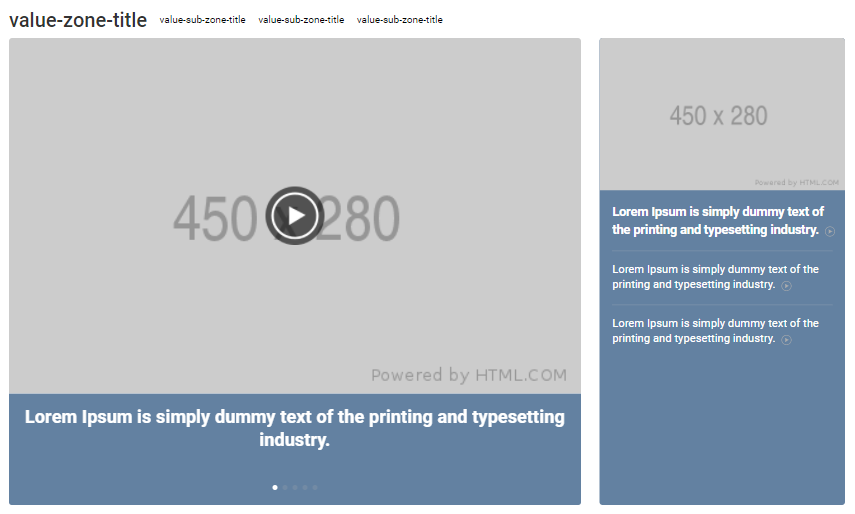 value-zone-title value-sub-zone-title value-sub-zone-title value-sub-zone-title
450 x 280
Powered by HTML.COM
Lorem Ipsum is simply dummy text of the printing and typesetting
industry.
450 x 280
Powered by HTML.COM
Lorem Ipsum is simply dummy text of
the printing and typesetting industry.
Lorem Ipsum is simply dummy text of the
printing and typesetting industry.
Lorem Ipsum is simply dummy text of the
printing and typesetting industry.